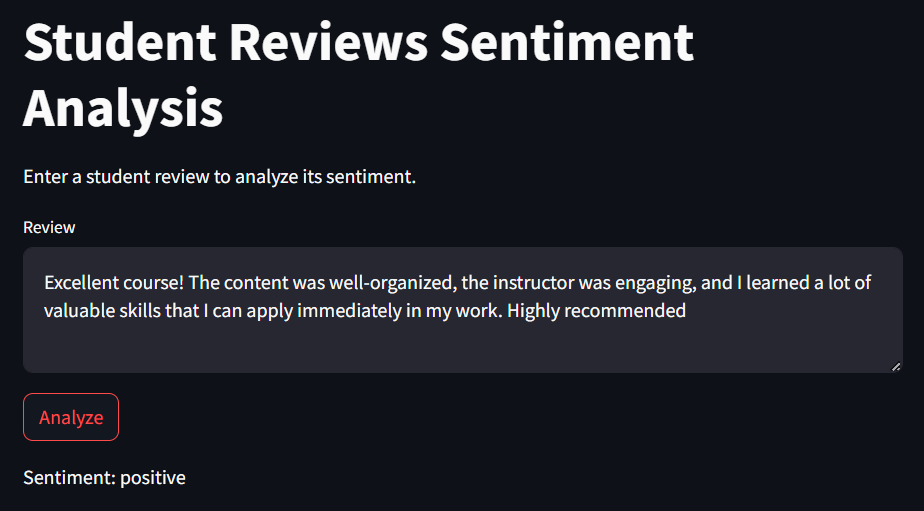 Student Reviews Sentiment
Analysis
Enter a student review to analyze its sentiment.
Review
Excellent course! The content was well-organized, the instructor was engaging, and I learned a lot of
valuable skills that I can apply immediately in my work. Highly recommended
Analyze
Sentiment: positive